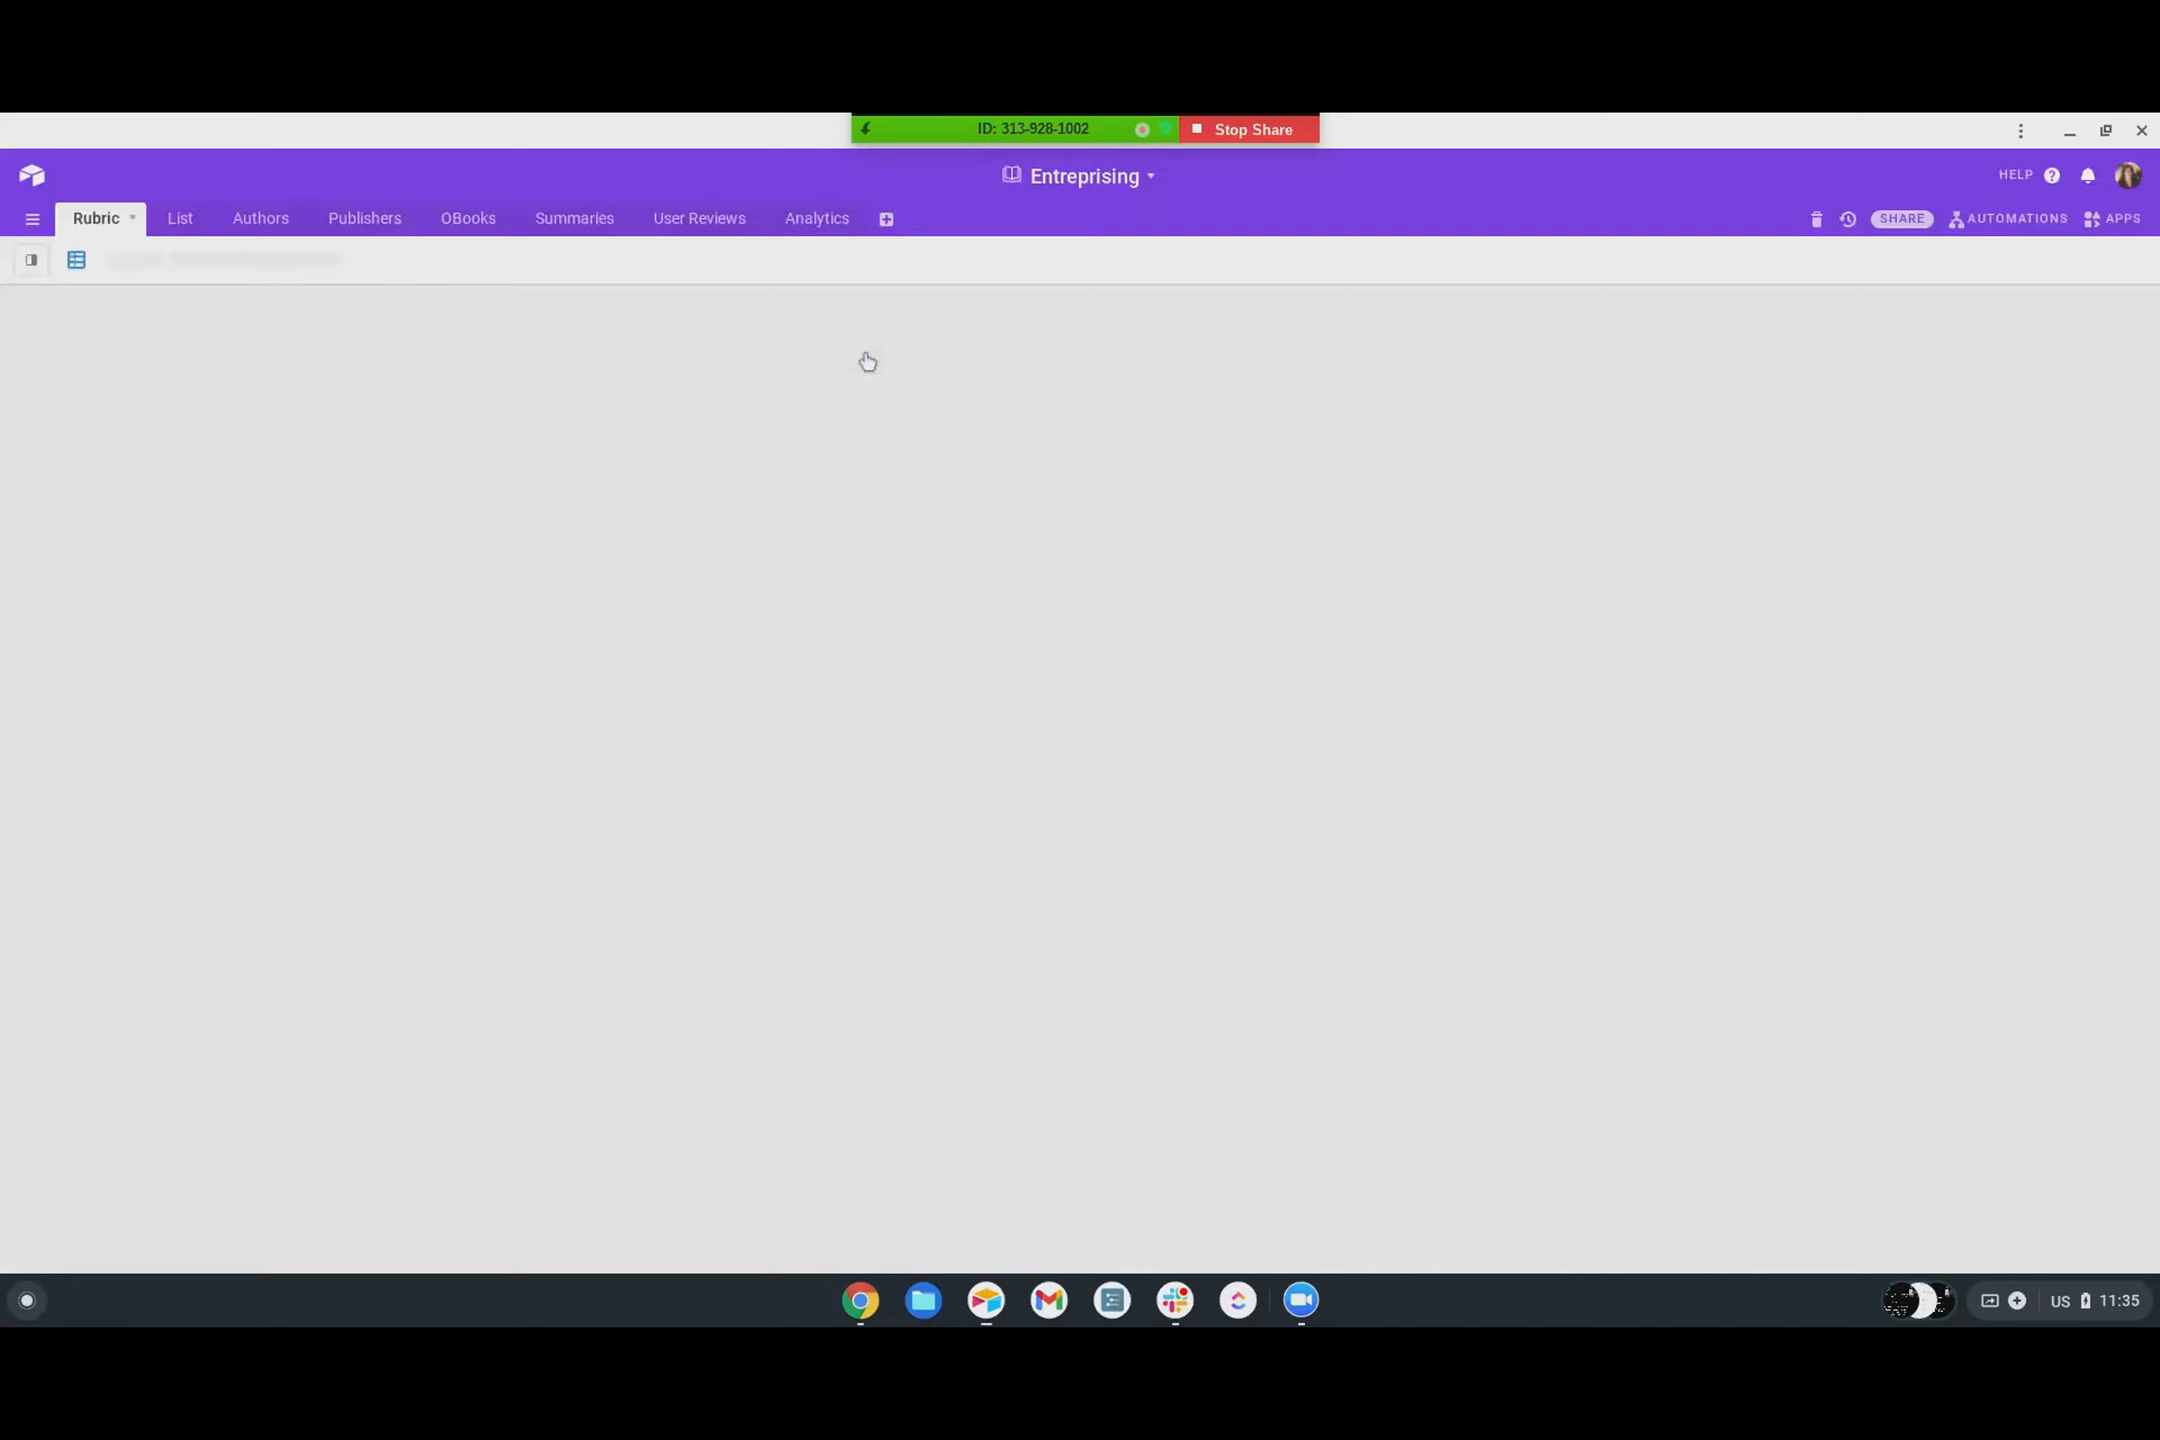 ID: 313-928-1002
Stop Share
Entreprising
HELP
Rubric
List
Authors
Publishers
OBooks
Summaries
User Reviews
Analytics
SHARE
AUTOMATIONS
APPS
US
11:35